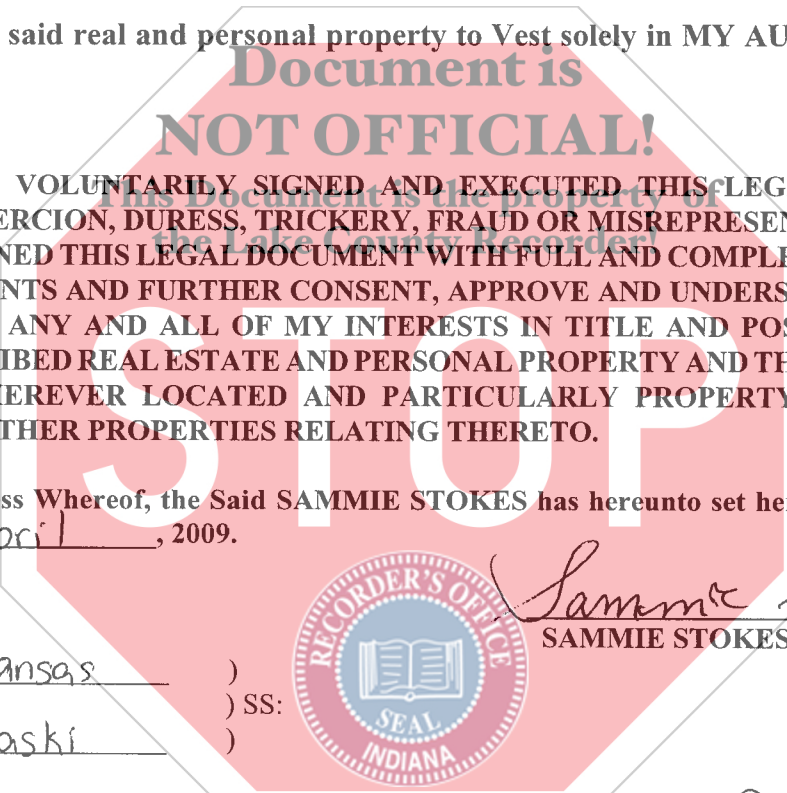 said real and personal property to Vest solely in MY AU
Document is
NOT OFFICIAL!
This Document is the property of
the Lake County Recorder!
STOP
VOLUNTARILY SIGNED AND EXECUTED THIS LEG
ERCION, DURESS, TRICKERY, FRAUD OR MISREPRESEN
NED THIS LEGAL DOCUMENT WITH FULL AND COMPLE
NTS AND FURTHER CONSENT, APPROVE AND UNDERS
ANY AND ALL OF MY INTERESTS IN TITLE AND POS
IBED REAL ESTATE AND PERSONAL PROPERTY AND TH
HEREVER LOCATED AND PARTICULARLY PROPERTY
THER PROPERTIES RELATING THERETO.
ss Whereof, the Said SAMMIE STOKES has hereunto set her
pril, 2009.
Sammie
SAMMIE STOKES
ansas )
) SS:
aski )
RECORDER'S OFFICE
SEAL
INDIANA